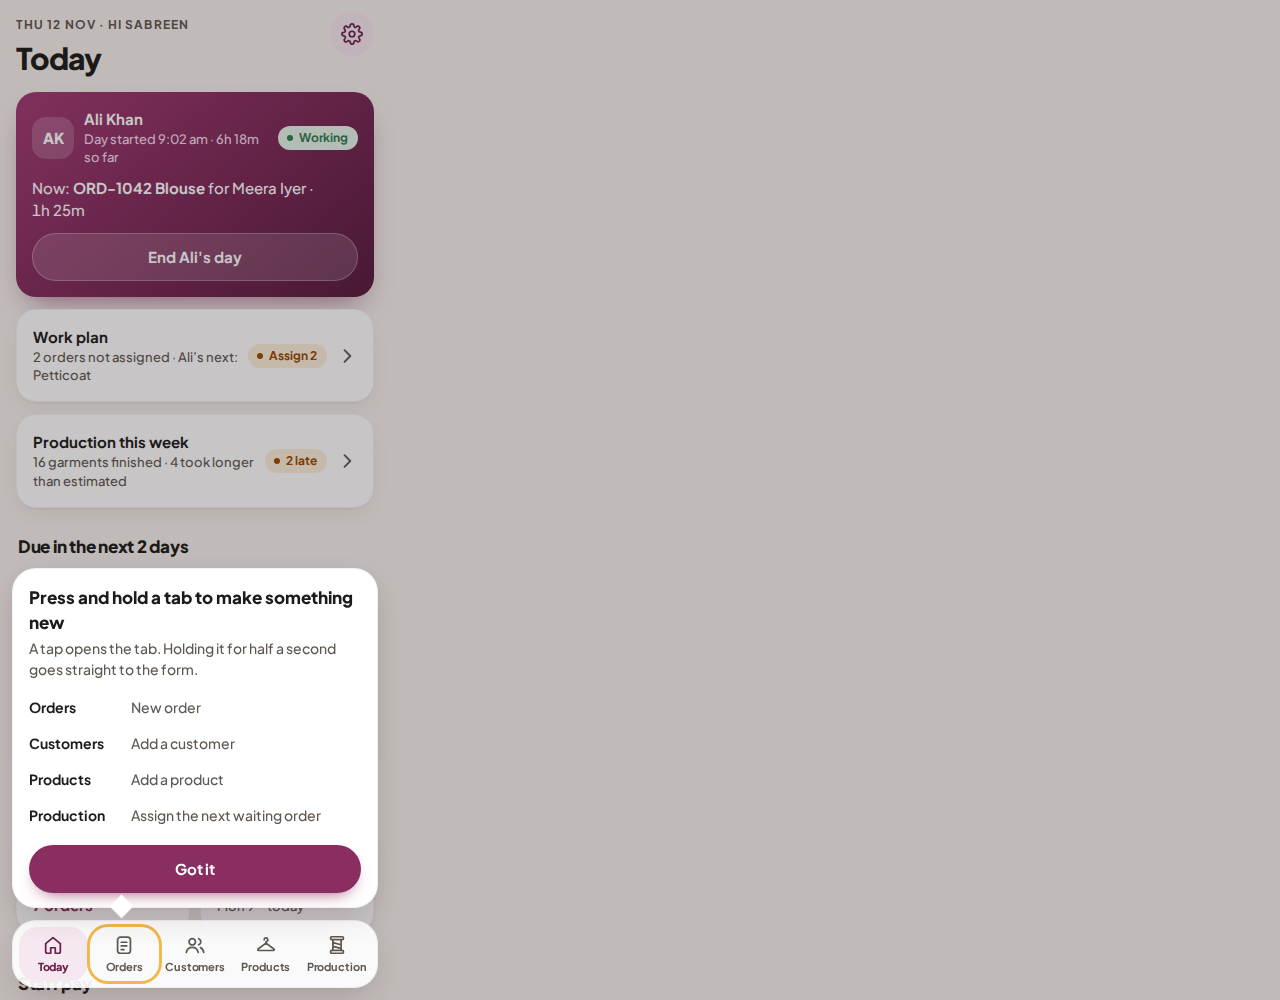 THU 12 NOV · HI SABREEN
Today
AK
Ali Khan
Day started 9:02 am · 6h 18m
so far
Working
Now: ORD-1042 Blouse for Meera Iyer ·
1h 25m
End Ali's day
Work plan
2 orders not assigned · Ali's next:
Petticoat
Assign 2
Production this week
16 garments finished · 4 took longer
than estimated
2 late
Due in the next 2 days
Press and hold a tab to make something
new
A tap opens the tab. Holding it for half a second
goes straight to the form.
Orders New order
Customers Add a customer
Products Add a product
Production Assign the next waiting order
Got it
Today
Orders
Customers
Products
Production